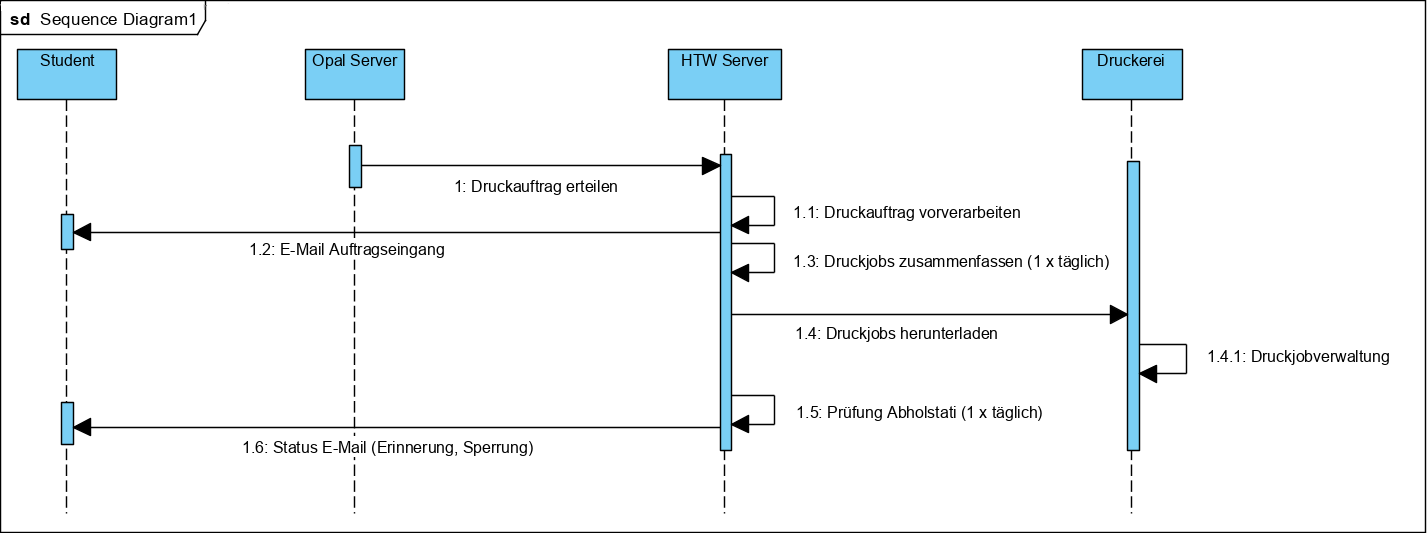 sd Sequence Diagram1
Student
Opal Server
HTW Server
Druckerei
1: Druckauftrag erteilen
1.1: Druckauftrag vorverarbeiten
1.2: E-Mail Auftragseingang
1.3: Druckjobs zusammenfassen (1 x täglich)
1.4: Druckjobs herunterladen
1.4.1: Druckjobverwaltung
1.5: Prüfung Abholstati (1 x täglich)
1.6: Status E-Mail (Erinnerung, Sperrung)